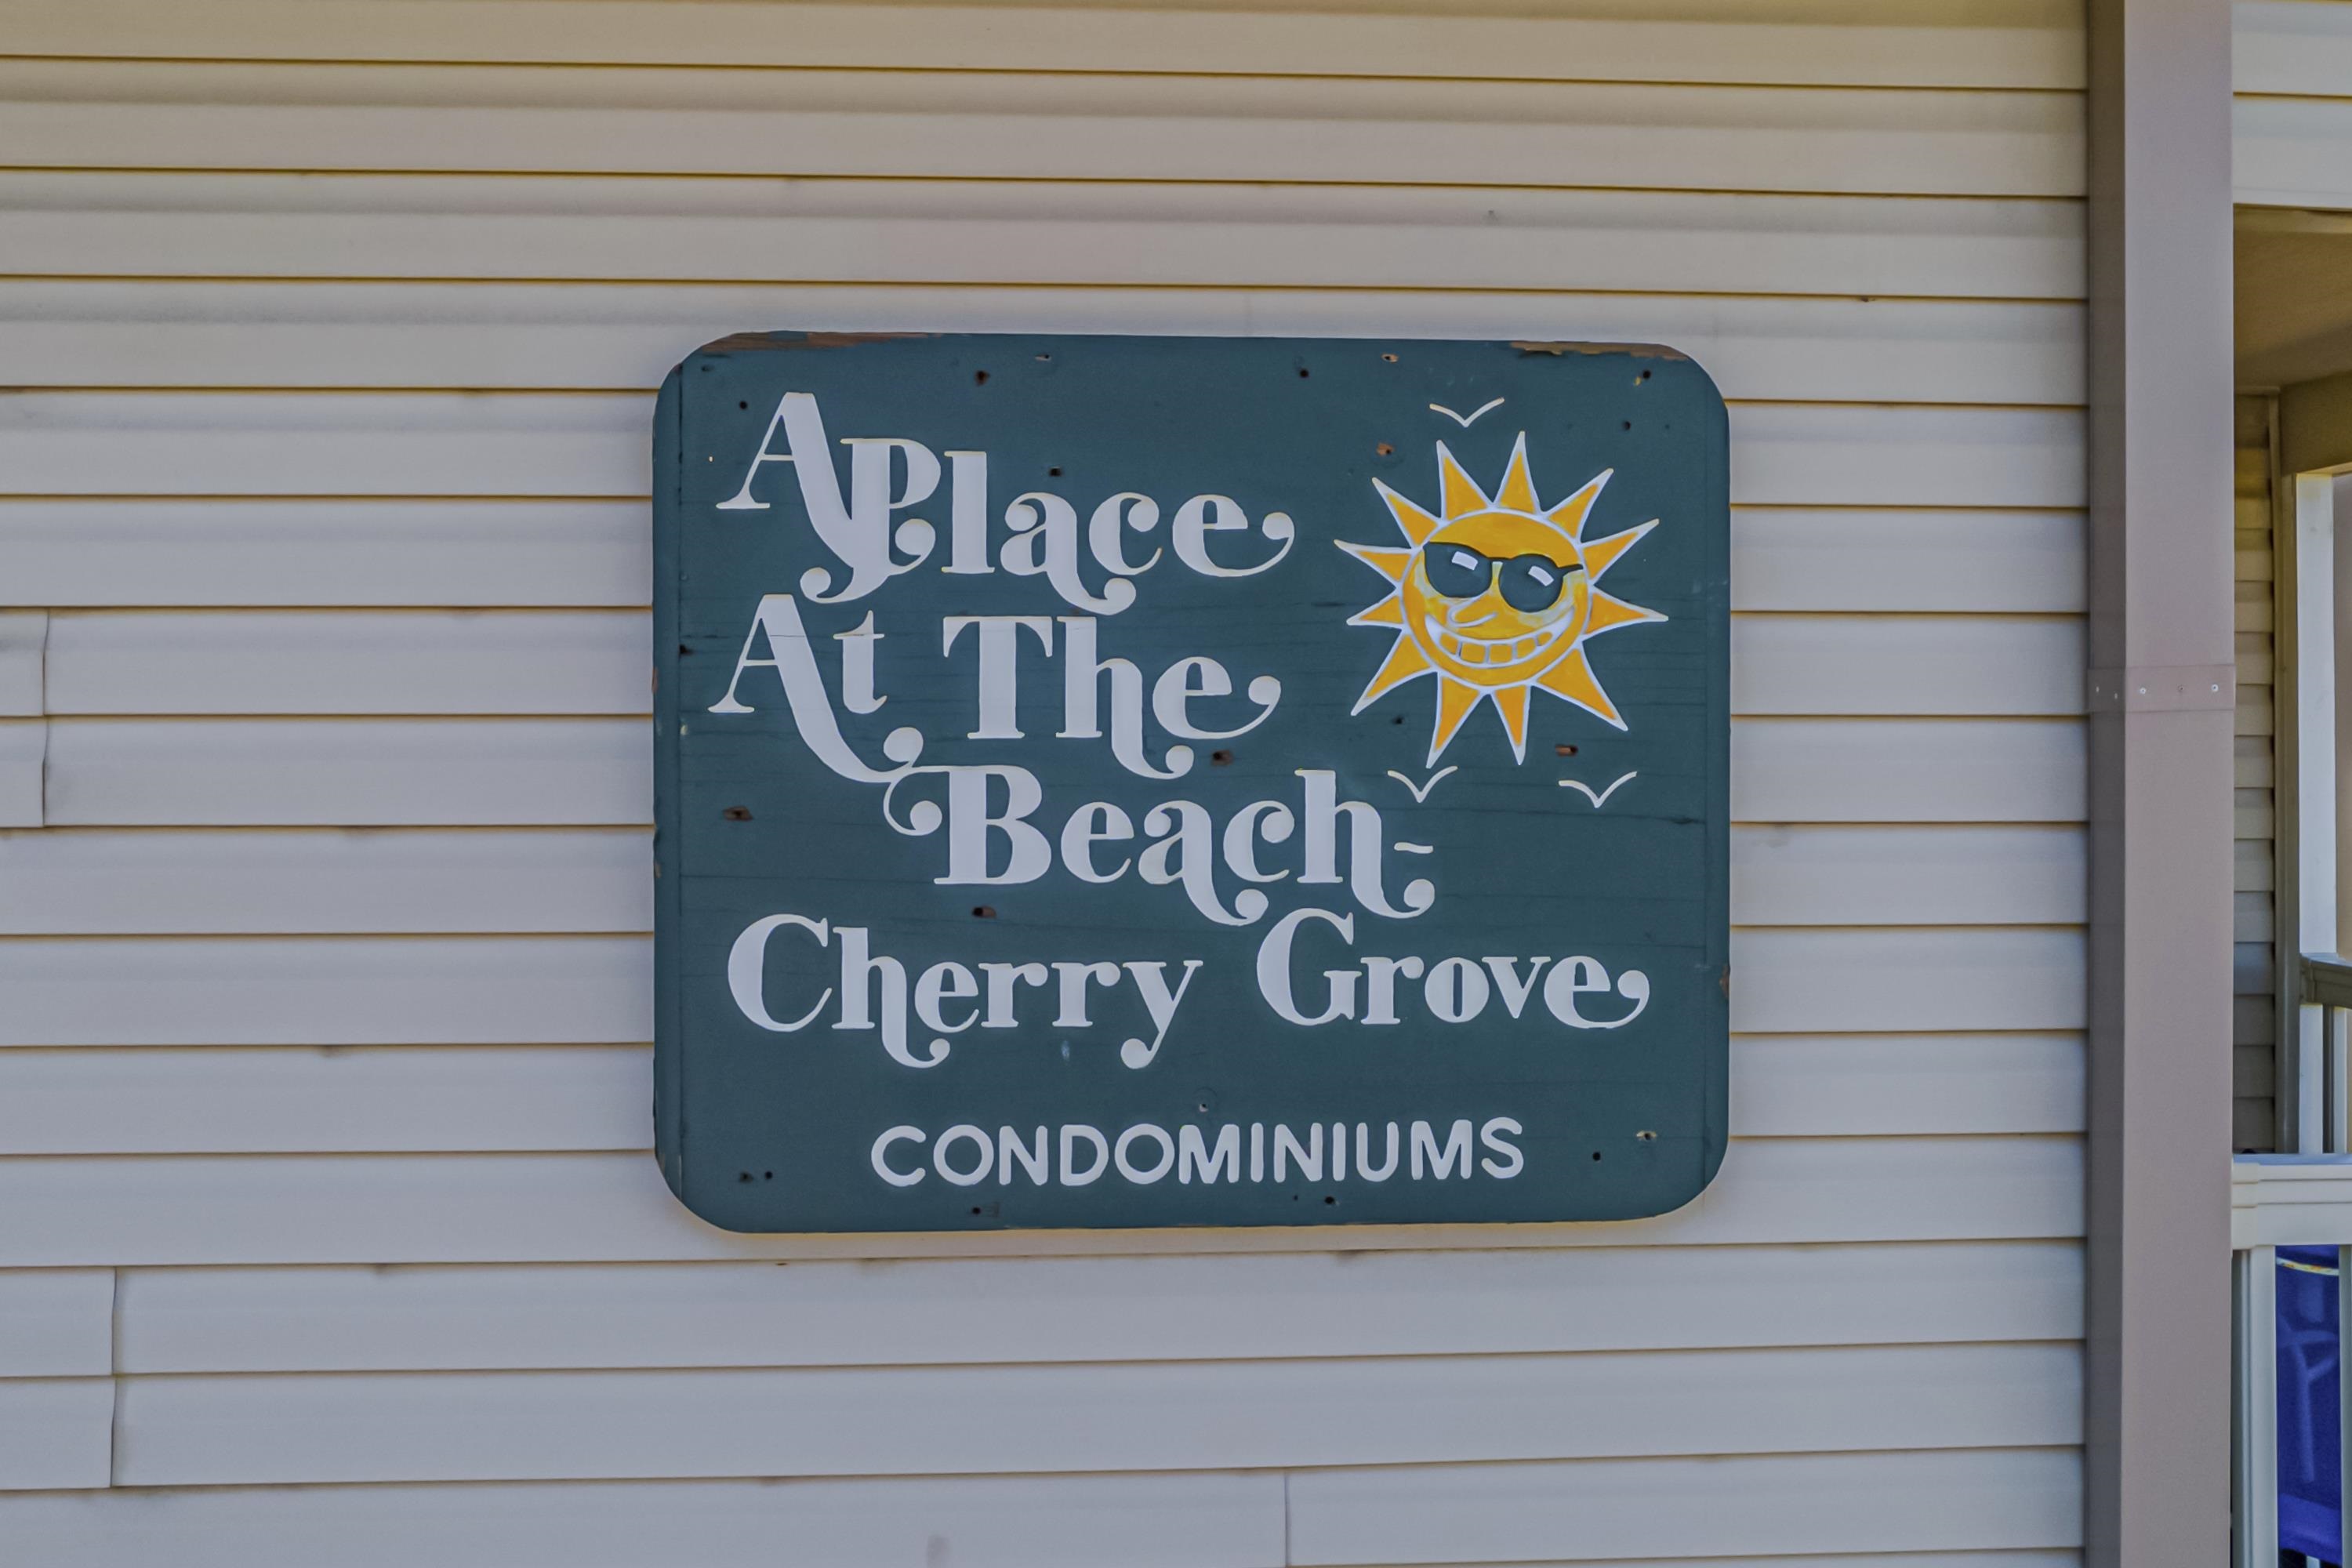 A Place
At The
Beach-
Cherry Grove
CONDOMINIUMS